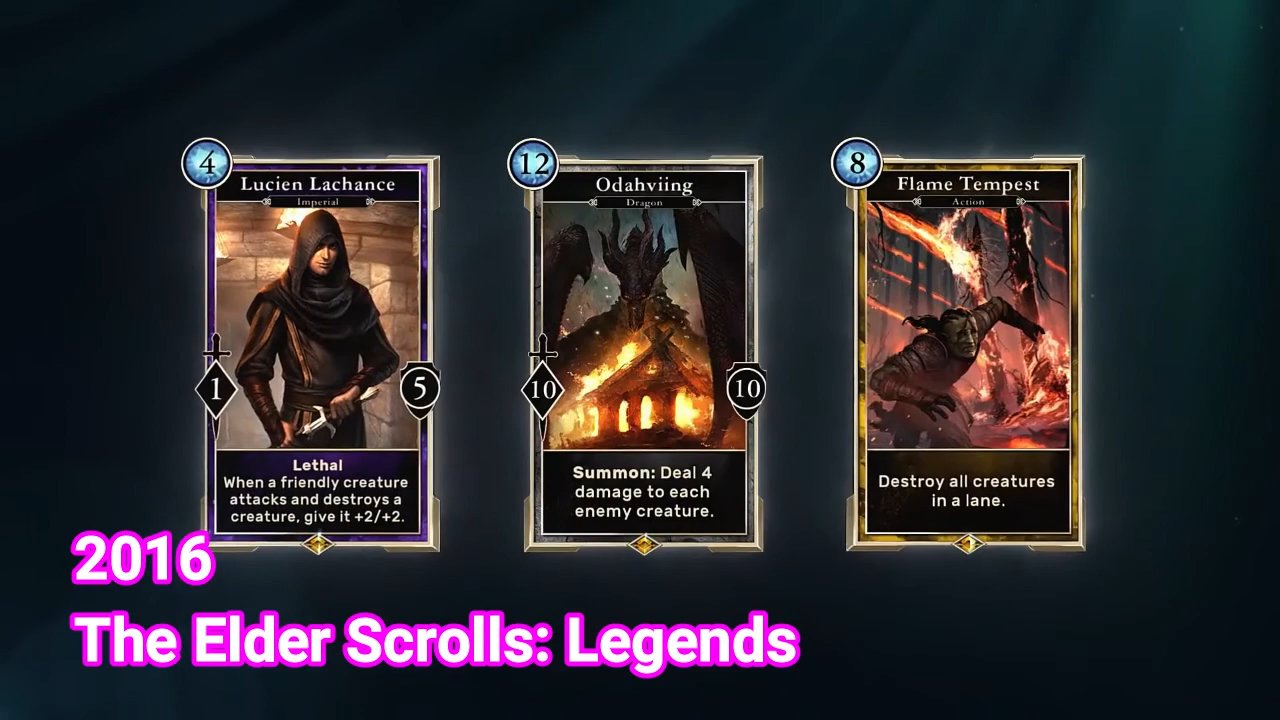 4
Lucien Lachance
Imperial
1
5
Lethal
When a friendly creature
attacks and destroys a
creature, give it +2/+2.
12
Odahviing
Dragon
10
10
Summon: Deal 4
damage to each
enemy creature.
8
Flame Tempest
Action
Destroy all creatures
in a lane.
2016
The Elder Scrolls: Legends